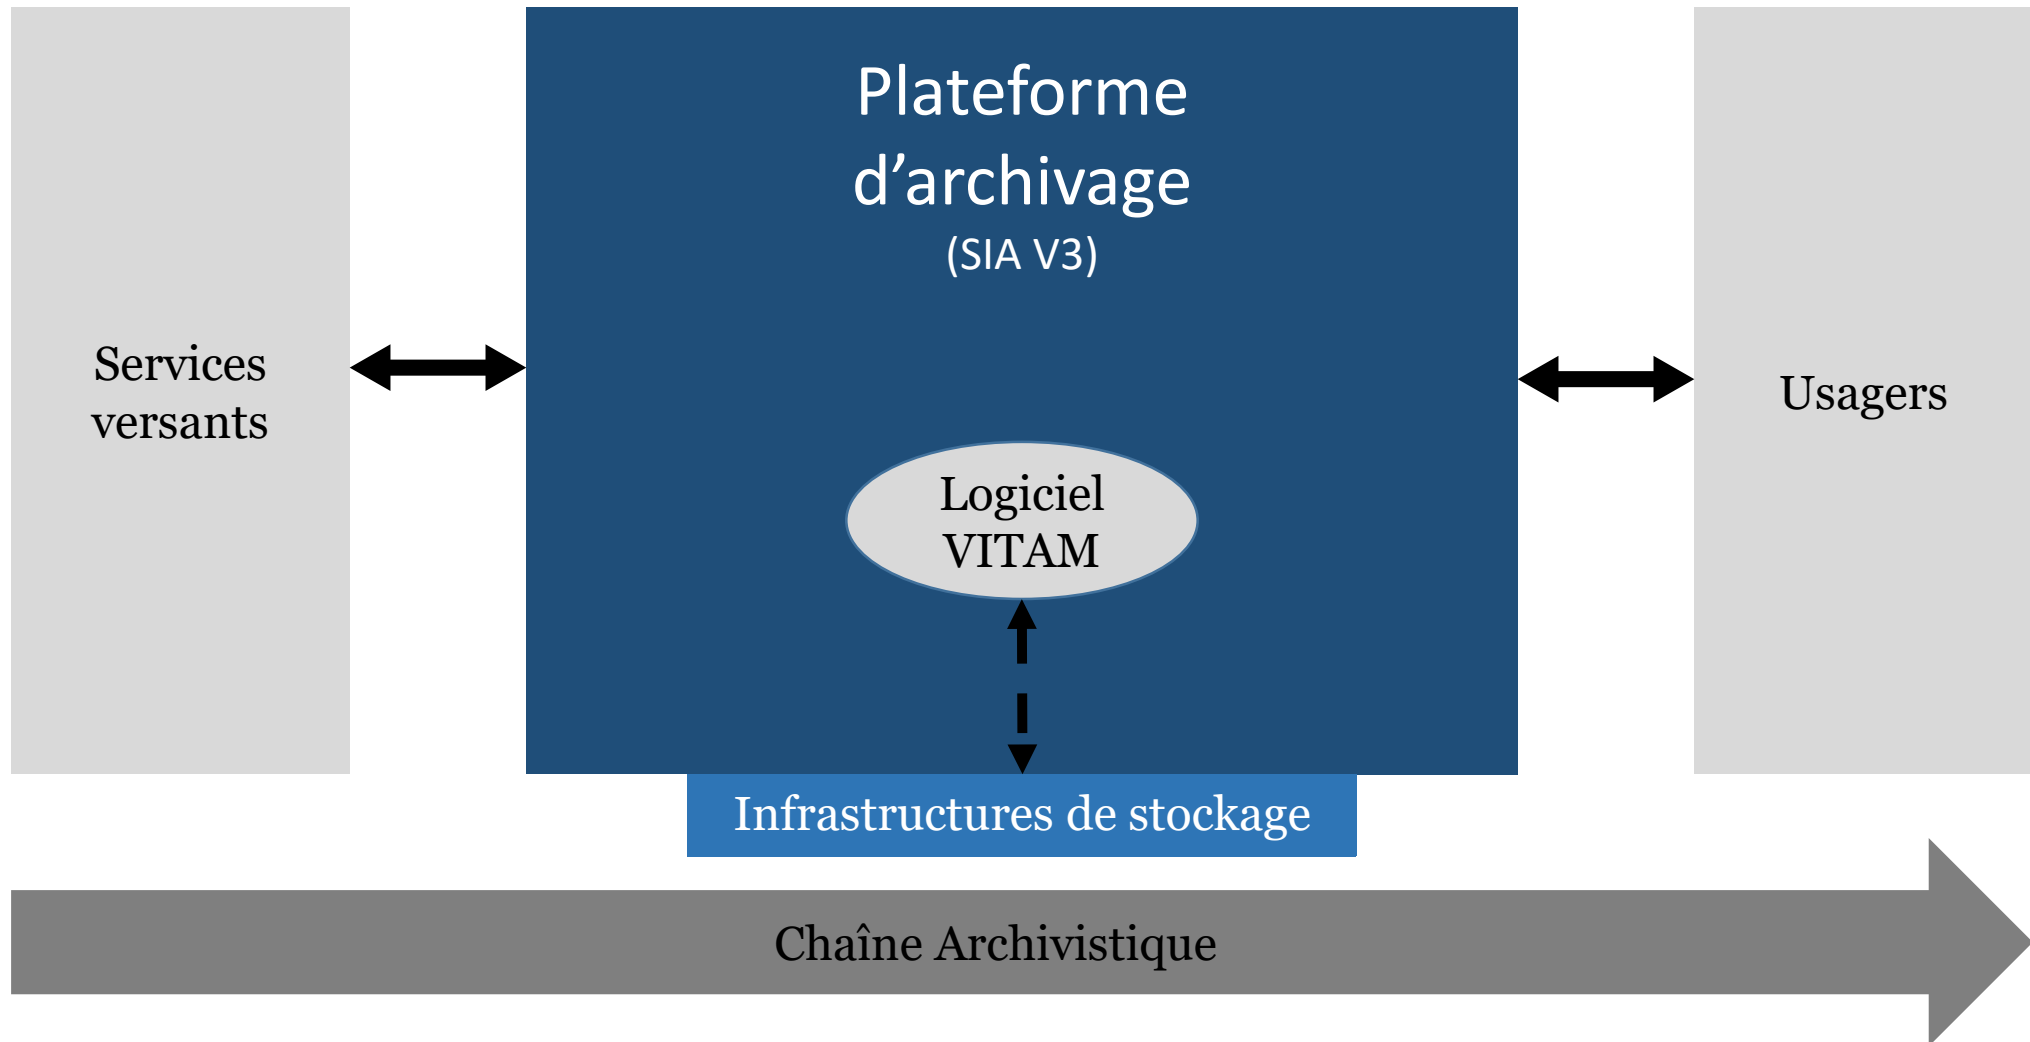 Plateforme
d’archivage
(SIA V3)
Services
versants
Usagers
Logiciel
VITAM
Infrastructures de stockage
Chaîne Archivistique